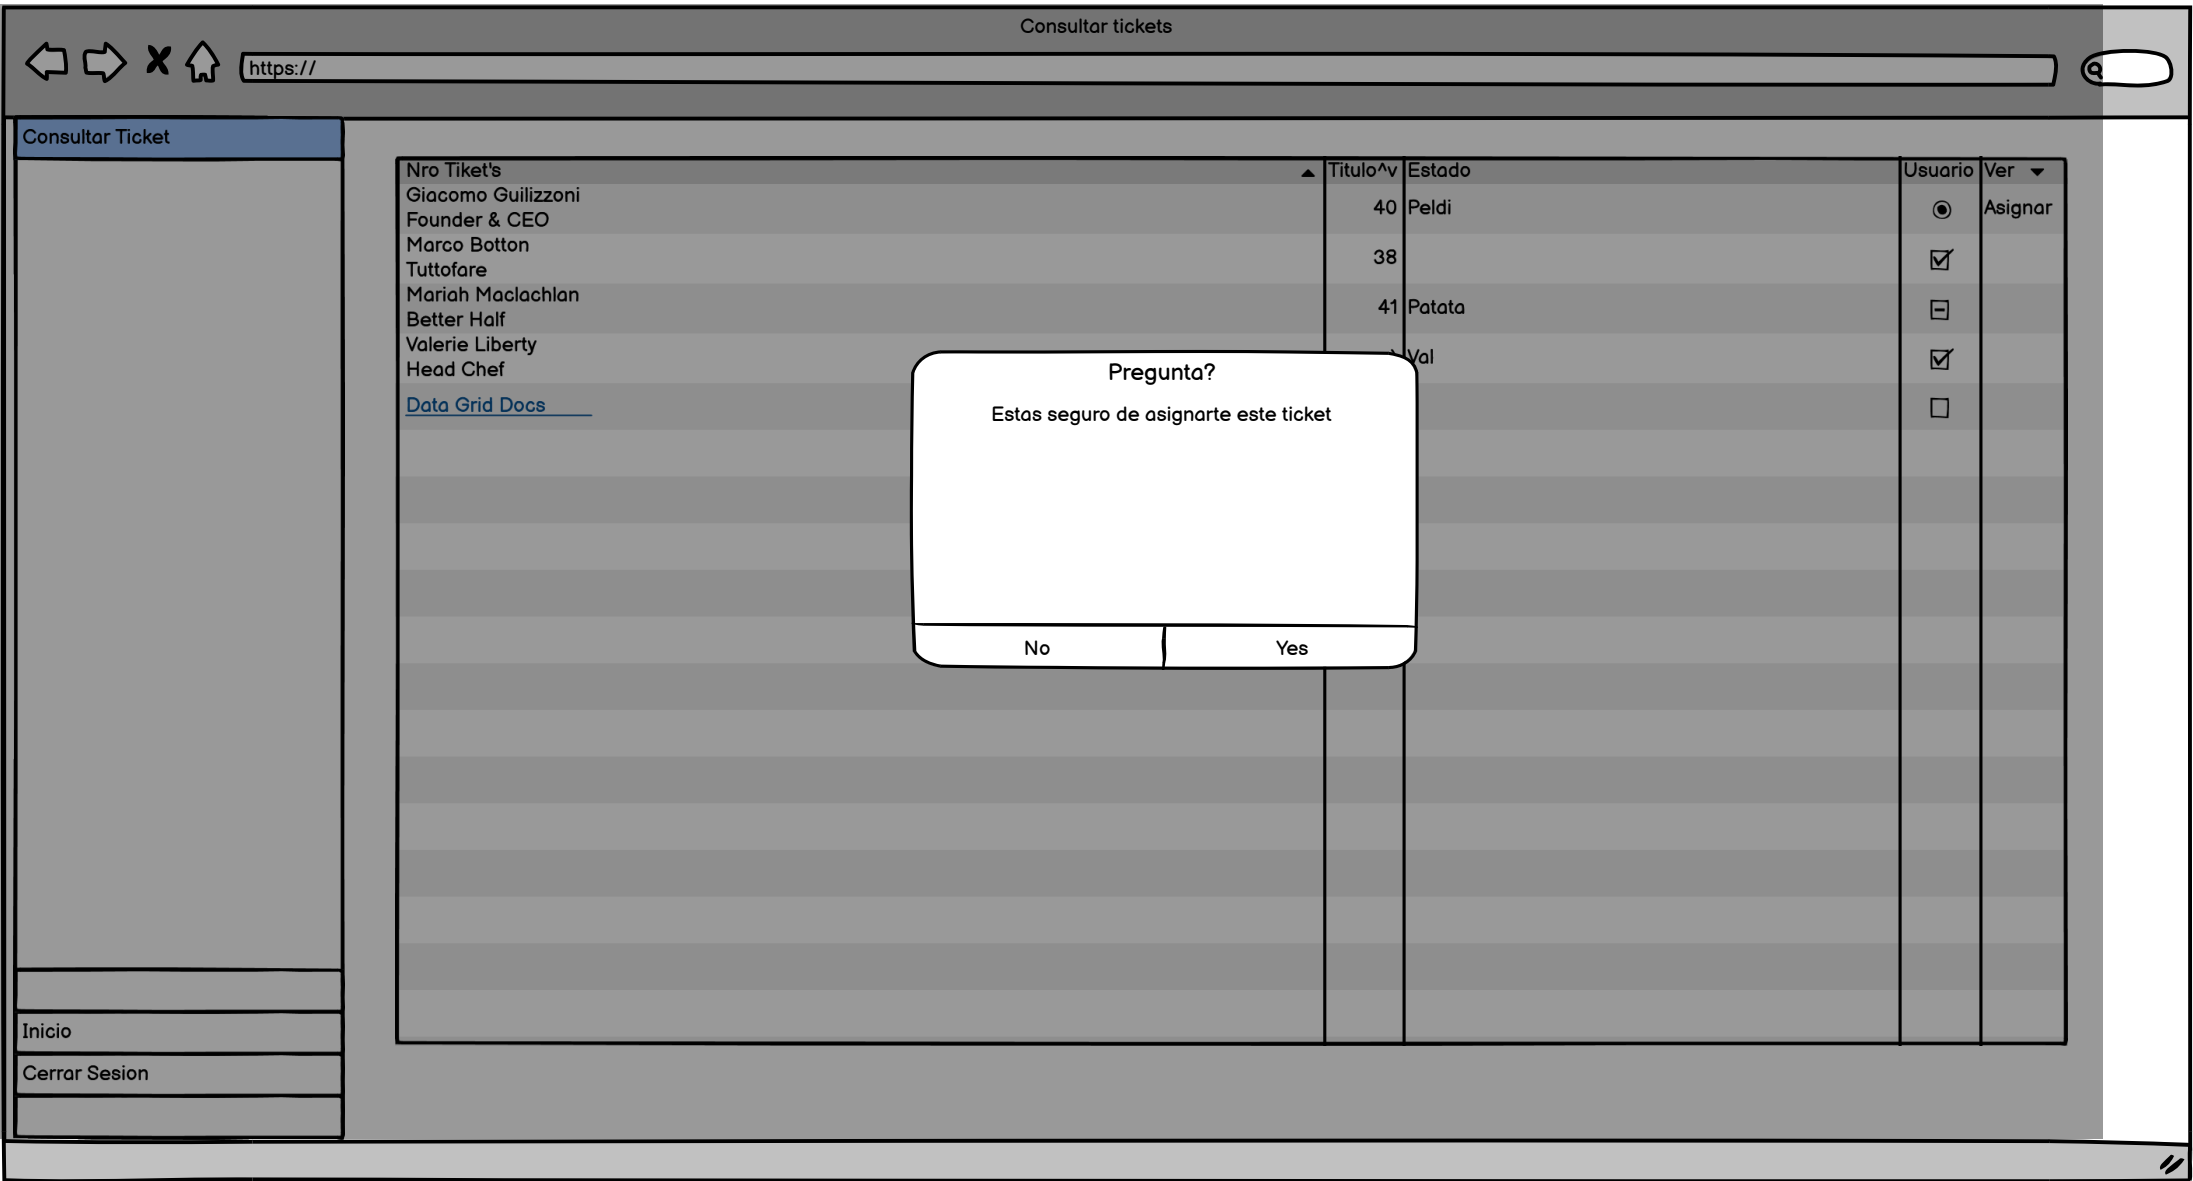 Consultar tickets
https://
Consultar Ticket
Nro Tiket's Titulo^v Estado Usuario Ver
Giacomo Guilizzoni
Founder & CEO
40 Peldi Asignar
Marco Botton
Tuttofare
38
Mariah Maclachlan
Better Half
41 Patata
Valerie Liberty
Head Chef
Val
Data Grid Docs
Pregunta?
Estas seguro de asignarte este ticket
No Yes
Inicio
Cerrar Sesion